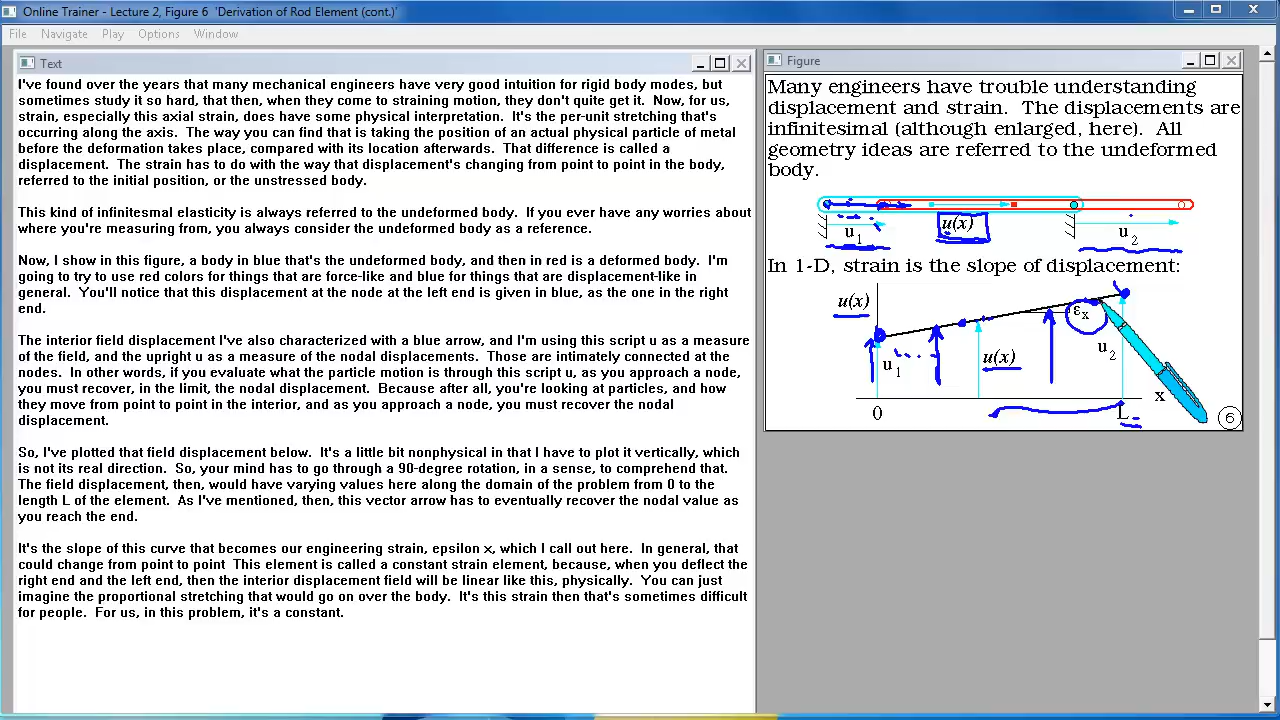 Online Trainer - Lecture 2, Figure 6 'Derivation of Rod Element (cont.)'
File Navigate Play Options Window
Text
I've found over the years that many mechanical engineers have very good intuition for rigid body modes, but
sometimes study it so hard, that then, when they come to straining motion, they don't quite get it. Now, for us,
strain, especially this axial strain, does have some physical interpretation. It's the per-unit stretching that's
occurring along the axis. The way you can find that is taking the position of an actual physical particle of metal
before the deformation takes place, compared with its location afterwards. That difference is called a
displacement. The strain has to do with the way that displacement's changing from point to point in the body,
referred to the initial position, or the unstressed body.
This kind of infinitesimal elasticity is always referred to the undeformed body. If you ever have any worries about
where you're measuring from, you always consider the undeformed body as a reference.
Now, I show in this figure, a body in blue that's the undeformed body, and then in red is a deformed body. I'm
going to try to use red colors for things that are force-like and blue for things that are displacement-like in
general. You'll notice that this displacement at the node at the left end is given in blue, as the one in the right
end.
The interior field displacement I've also characterized with a blue arrow, and I'm using this script u as a measure
of the field, and the upright u as a measure of the nodal displacements. Those are intimately connected at the
nodes. In other words, if you evaluate what the particle motion is through this script u, as you approach a node,
you must recover, in the limit, the nodal displacement. Because after all, you're looking at particles, and how
they move from point to point in the interior, and as you approach a node, you must recover the nodal
displacement.
So, I've plotted that field displacement below. It's a little bit nonphysical in that I have to plot it vertically, which
is not its real direction. So, your mind has to go through a 90-degree rotation, in a sense, to comprehend that.
The field displacement, then, would have varying values here along the domain of the problem from 0 to the
length L of the element. As I've mentioned, then, this vector arrow has to eventually recover the nodal value as
you reach the end.
It's the slope of this curve that becomes our engineering strain, epsilon x, which I call out here. In general, that
could change from point to point This element is called a constant strain element, because, when you deflect the
right end and the left end, then the interior displacement field will be linear like this, physically. You can just
imagine the proportional stretching that would go on over the body. It's this strain then that's sometimes difficult
for people. For us, in this problem, it's a constant.
Figure
Many engineers have trouble understanding
displacement and strain. The displacements are
infinitesimal (although enlarged, here). All
geometry ideas are referred to the undeformed
body.
u1 u(x) u2
In 1-D, strain is the slope of displacement:
u(x) εx
u1 u(x) u2
x
0 L 6